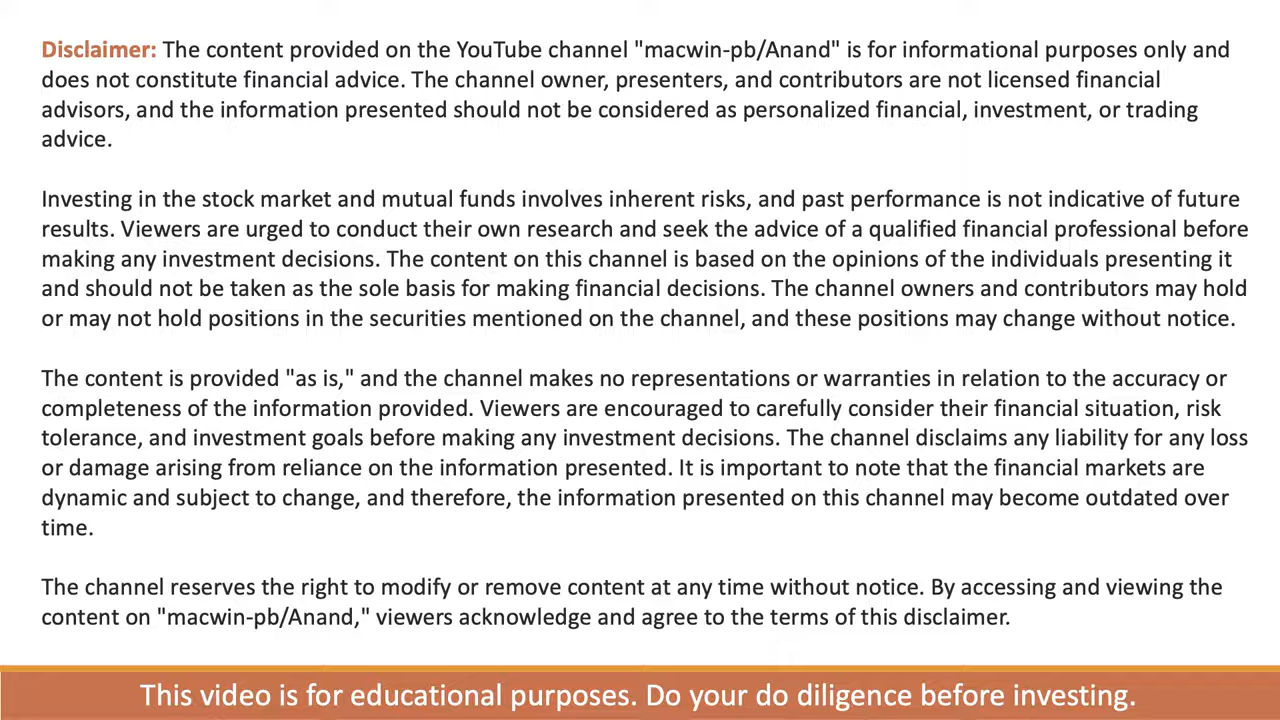 Disclaimer: The content provided on the YouTube channel "macwin-pb/Anand" is for informational purposes only and
does not constitute financial advice. The channel owner, presenters, and contributors are not licensed financial
advisors, and the information presented should not be considered as personalized financial, investment, or trading
advice.
Investing in the stock market and mutual funds involves inherent risks, and past performance is not indicative of future
results. Viewers are urged to conduct their own research and seek the advice of a qualified financial professional before
making any investment decisions. The content on this channel is based on the opinions of the individuals presenting it
and should not be taken as the sole basis for making financial decisions. The channel owners and contributors may hold
or may not hold positions in the securities mentioned on the channel, and these positions may change without notice.
The content is provided "as is," and the channel makes no representations or warranties in relation to the accuracy or
completeness of the information provided. Viewers are encouraged to carefully consider their financial situation, risk
tolerance, and investment goals before making any investment decisions. The channel disclaims any liability for any loss
or damage arising from reliance on the information presented. It is important to note that the financial markets are
dynamic and subject to change, and therefore, the information presented on this channel may become outdated over
time.
The channel reserves the right to modify or remove content at any time without notice. By accessing and viewing the
content on "macwin-pb/Anand," viewers acknowledge and agree to the terms of this disclaimer.
This video is for educational purposes. Do your do diligence before investing.